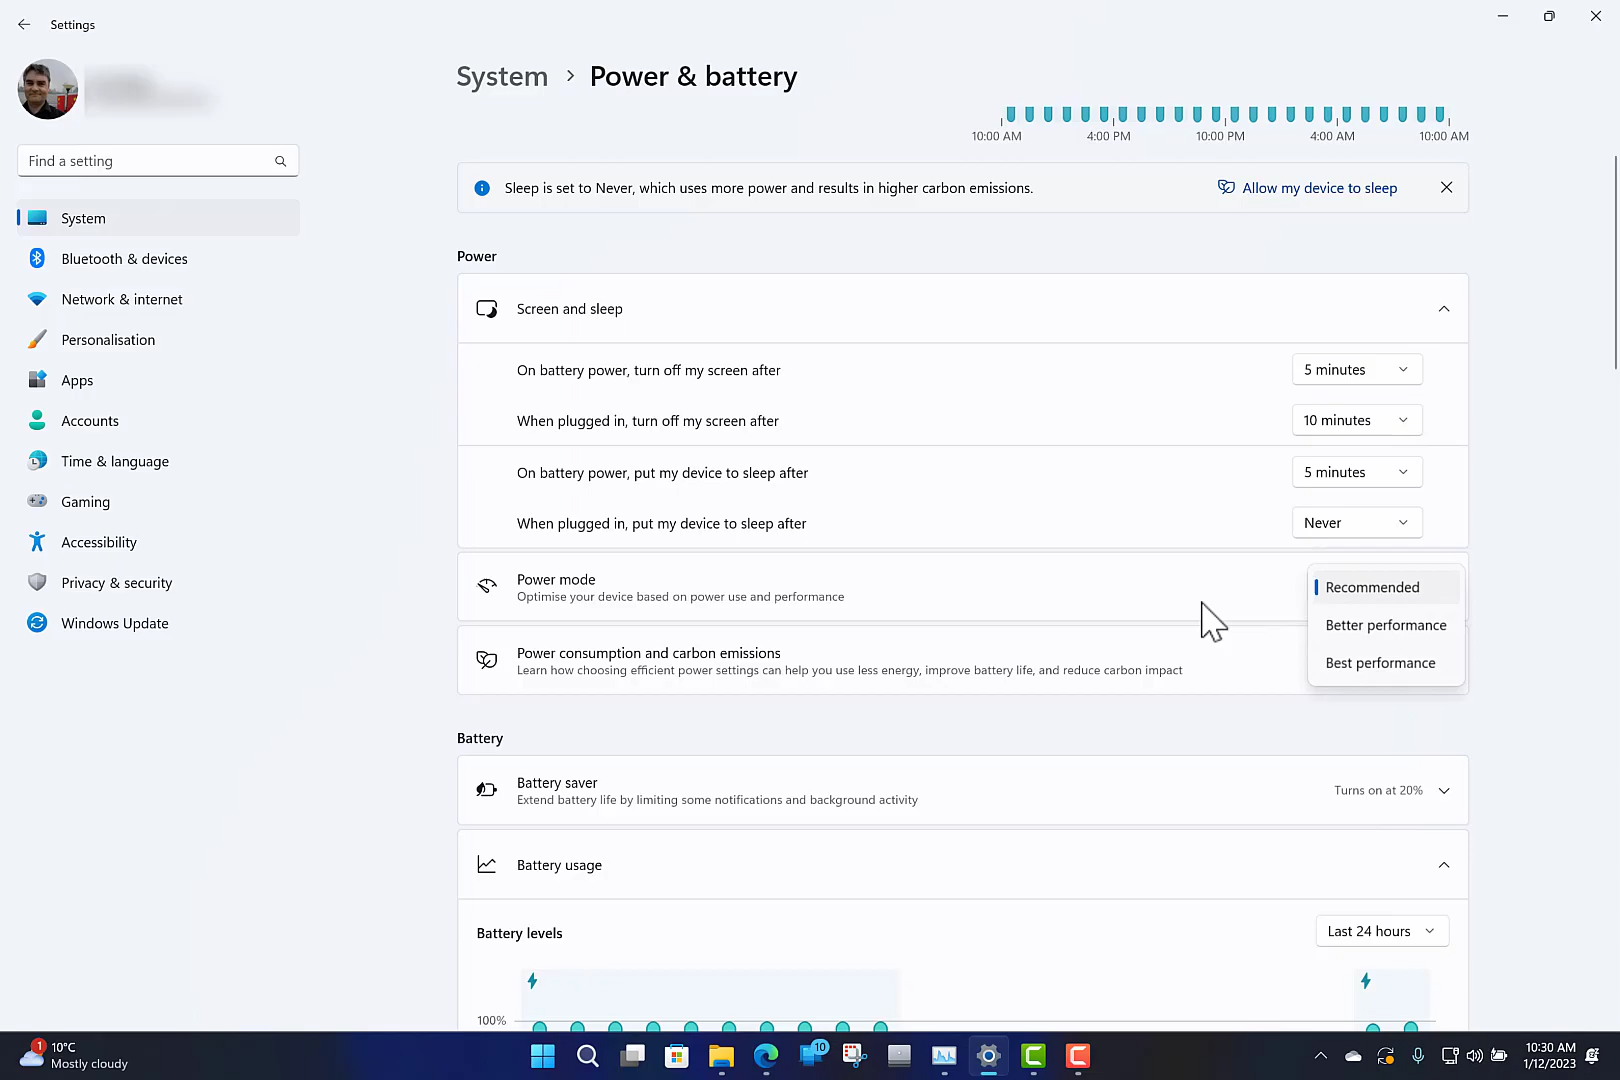 Settings
System > Power & battery
10:00 AM 4:00 PM 10:00 PM 4:00 AM 10:00 AM
Find a setting
Sleep is set to Never, which uses more power and results in higher carbon emissions.
Allow my device to sleep
System
Bluetooth & devices
Network & internet
Personalisation
Apps
Accounts
Time & language
Gaming
Accessibility
Privacy & security
Windows Update
Power
Screen and sleep
On battery power, turn off my screen after
5 minutes
When plugged in, turn off my screen after
10 minutes
On battery power, put my device to sleep after
5 minutes
When plugged in, put my device to sleep after
Never
Power mode
Optimise your device based on power use and performance
Recommended
Better performance
Best performance
Power consumption and carbon emissions
Learn how choosing efficient power settings can help you use less energy, improve battery life, and reduce carbon impact
Battery
Battery saver
Extend battery life by limiting some notifications and background activity
Turns on at 20%
Battery usage
Battery levels
Last 24 hours
100%
1
10°C
Mostly cloudy
10
10:30 AM
1/12/2023